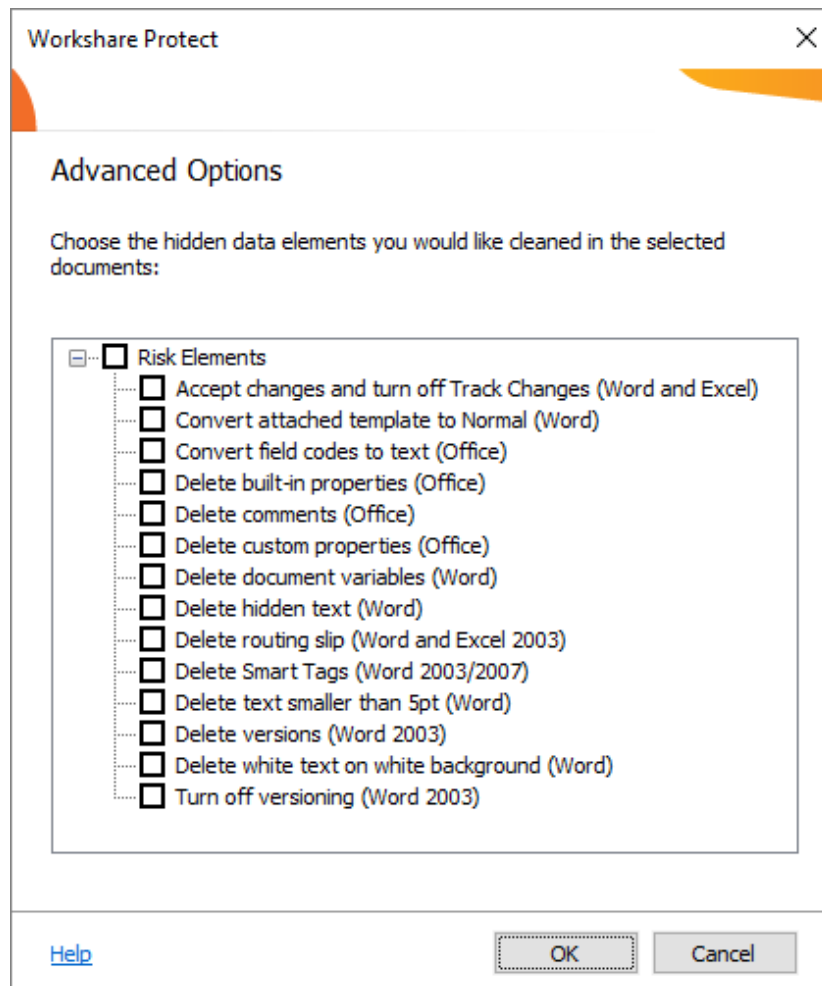 Workshare Protect
Advanced Options
Choose the hidden data elements you would like cleaned in the selected
documents:
Risk Elements
Accept changes and turn off Track Changes (Word and Excel)
Convert attached template to Normal (Word)
Convert field codes to text (Office)
Delete built-in properties (Office)
Delete comments (Office)
Delete custom properties (Office)
Delete document variables (Word)
Delete hidden text (Word)
Delete routing slip (Word and Excel 2003)
Delete Smart Tags (Word 2003/2007)
Delete text smaller than 5pt (Word)
Delete versions (Word 2003)
Delete white text on white background (Word)
Turn off versioning (Word 2003)
Help OK Cancel